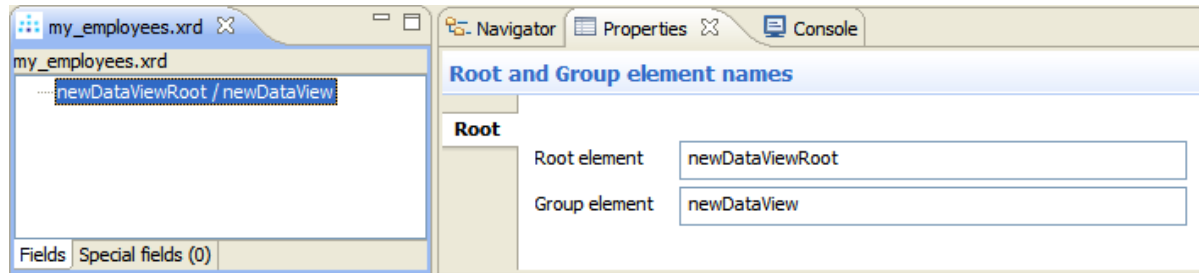 my_employees.xrd
my_employees.xrd
newDataViewRoot / newDataView
Fields Special fields (0)
Navigator Properties Console
Root and Group element names
Root
Root element newDataViewRoot
Group element newDataView